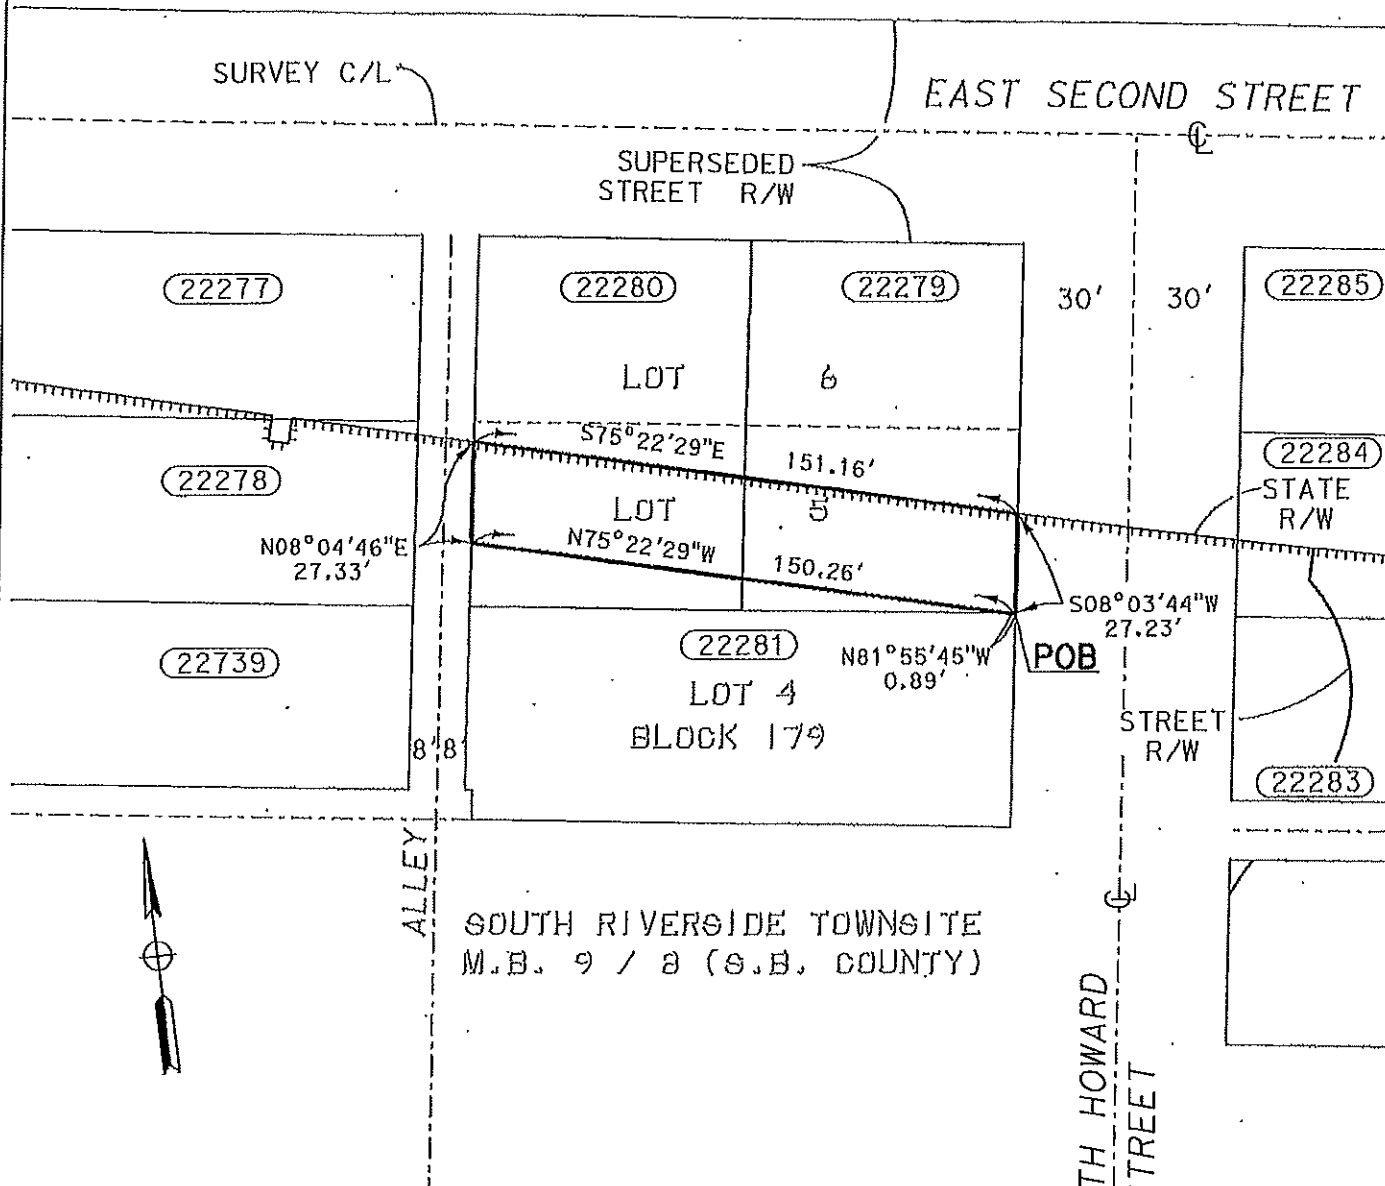 SURVEY C/L
EAST SECOND STREET
CL
SUPERSEDED
STREET R/W
22277
22280
22279
30'
30'
22285
LOT 6
S75°22'29"E
151.16'
22278
22284
STATE
R/W
LOT 5
N75°22'29"W
150.26'
N08°04'46"E
27.33'
S08°03'44"W
27.23'
22739
22281
N81°55'45"W
0.89'
POB
LOT 4
BLOCK 179
STREET
R/W
8' 8'
22283
ALLEY
CL
SOUTH RIVERSIDE TOWNSITE
M.B. 9 / 8 (S.B. COUNTY)
TH HOWARD
TREET